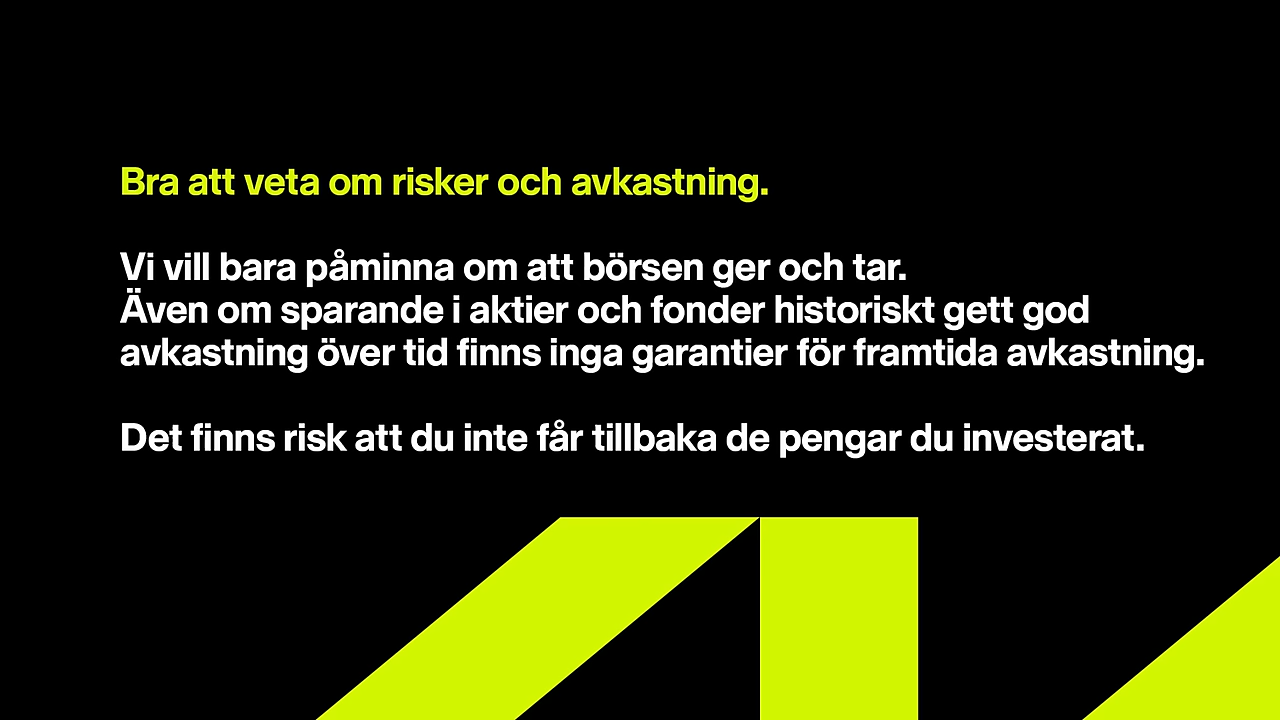 Bra att veta om risker och avkastning.
Vi vill bara påminna om att börsen ger och tar.
Även om sparande i aktier och fonder historiskt gett god
avkastning över tid finns inga garantier för framtida avkastning.
Det finns risk att du inte får tillbaka de pengar du investerat.